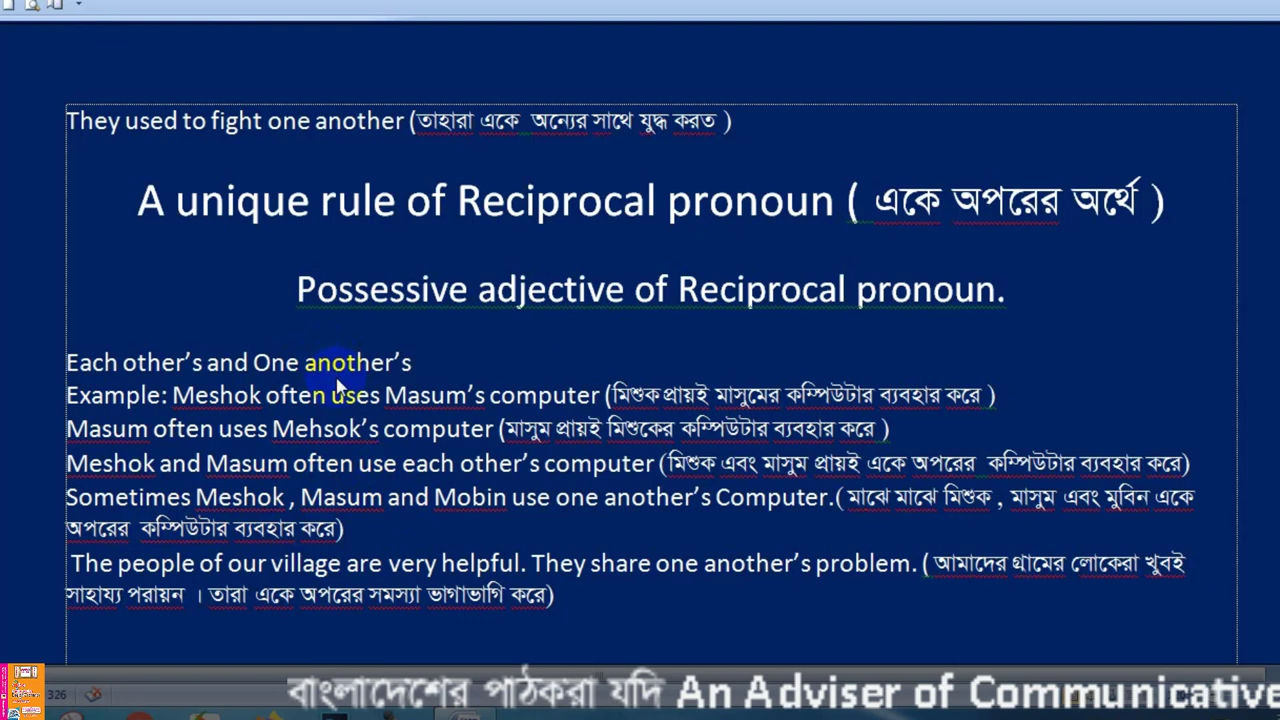 They used to fight one another (তাহারা একে অন্যের সাথে যুদ্ধ করত )
A unique rule of Reciprocal pronoun ( একে অপরের অর্থে )
Possessive adjective of Reciprocal pronoun.
Each other’s and One another’s
Example: Meshok often uses Masum’s computer (মিশুক প্রায়ই মাসুমের কম্পিউটার ব্যবহার করে )
Masum often uses Mehsok’s computer (মাসুম প্রায়ই মিশুকের কম্পিউটার ব্যবহার করে )
Meshok and Masum often use each other’s computer (মিশুক এবং মাসুম প্রায়ই একে অপরের কম্পিউটার ব্যবহার করে)
Sometimes Meshok , Masum and Mobin use one another’s Computer.( মাঝে মাঝে মিশুক , মাসুম এবং মুবিন একে
অপরের কম্পিউটার ব্যবহার করে)
The people of our village are very helpful. They share one another’s problem. ( আমাদের গ্রামের লোকেরা খুবই
সাহায্য পরায়ন । তারা একে অপরের সমস্যা ভাগাভাগি করে)
326
বাংলাদেশের পাঠকরা যদি An Adviser of Communicative